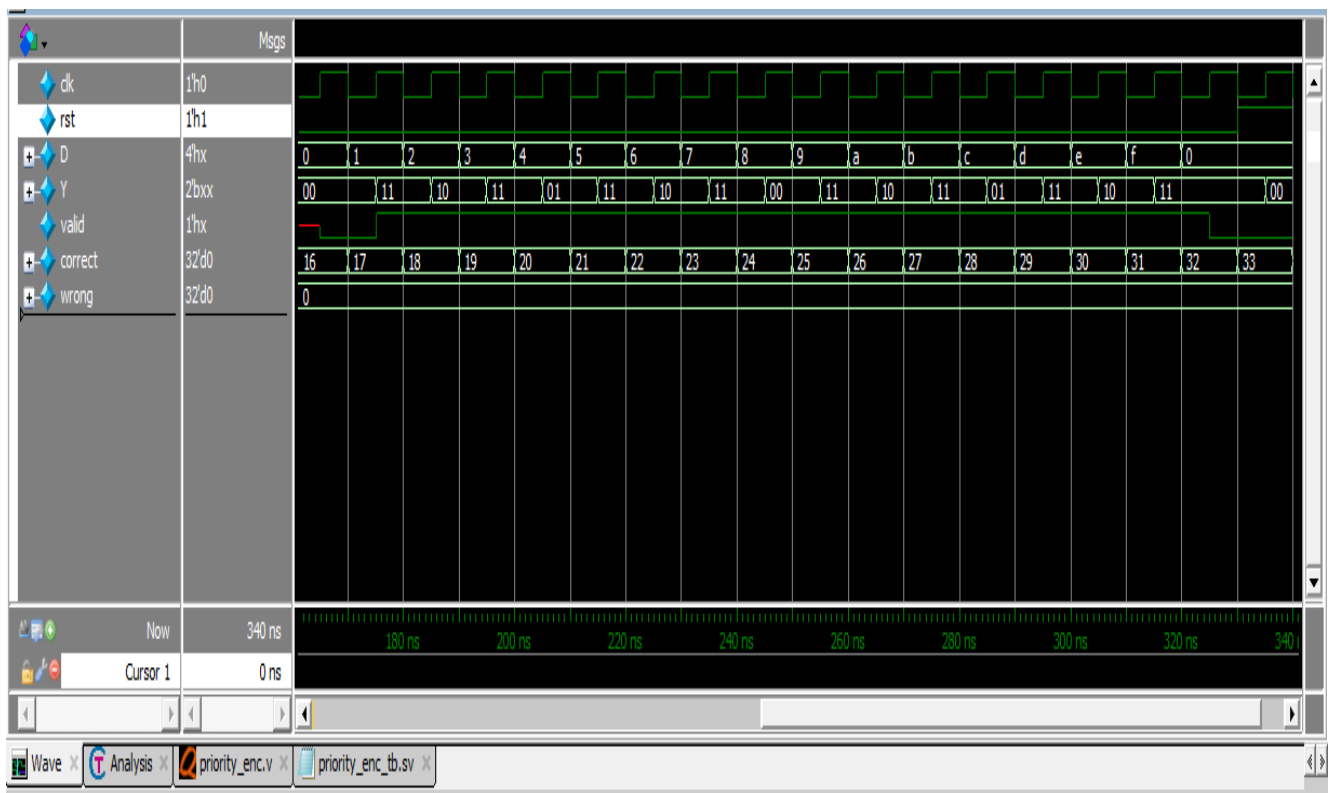 Msgs
clk 1'h0
rst 1'h1
D 4'hx 0 1 2 3 4 5 6 7 8 9 a b c d e f 0
Y 2'bxx 00 11 10 11 01 11 10 11 00 11 10 11 01 11 10 11 00
valid 1'hx
correct 32'd0 16 17 18 19 20 21 22 23 24 25 26 27 28 29 30 31 32 33
wrong 32'd0 0
Now 340 ns 180 ns 200 ns 220 ns 240 ns 260 ns 280 ns 300 ns 320 ns 340
Cursor 1 0 ns
Wave Analysis priority_enc.v priority_enc_tb.sv